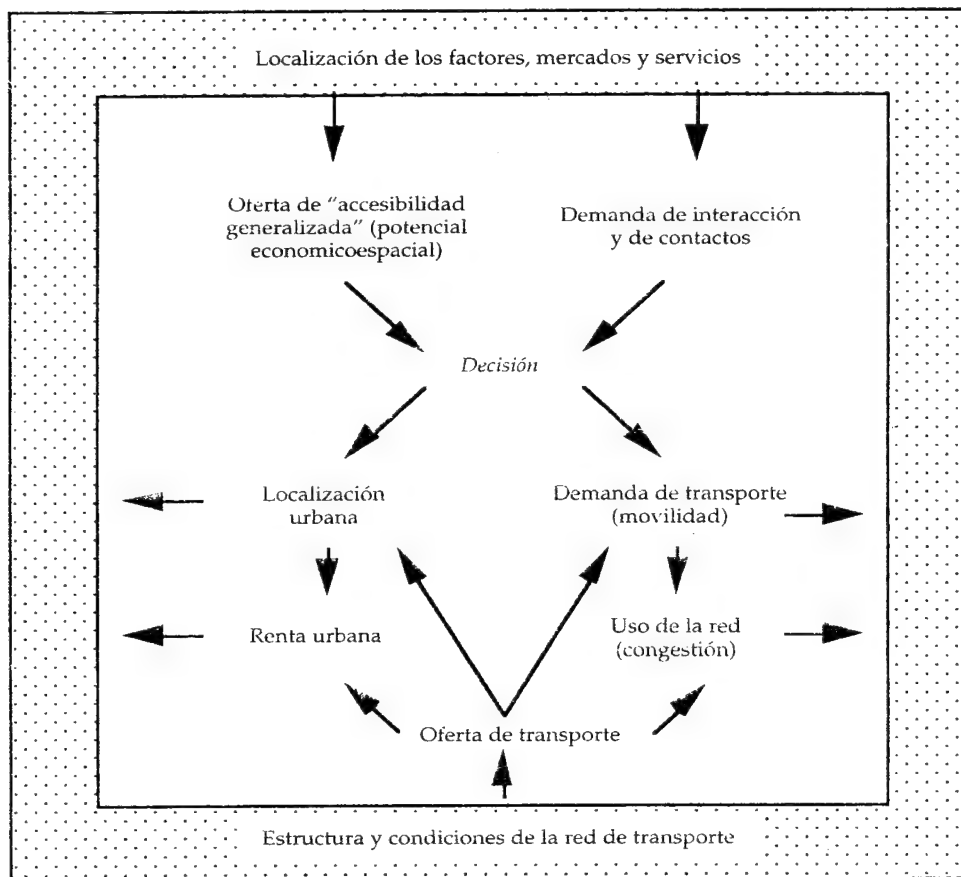 Localización de los factores, mercados y servicios
Oferta de "accesibilidad
generalizada" (potencial
economicoespacial)
Demanda de interacción
y de contactos
Decisión
Localización
urbana
Demanda de transporte
(movilidad)
Renta urbana
Uso de la red
(congestión)
Oferta de transporte
Estructura y condiciones de la red de transporte